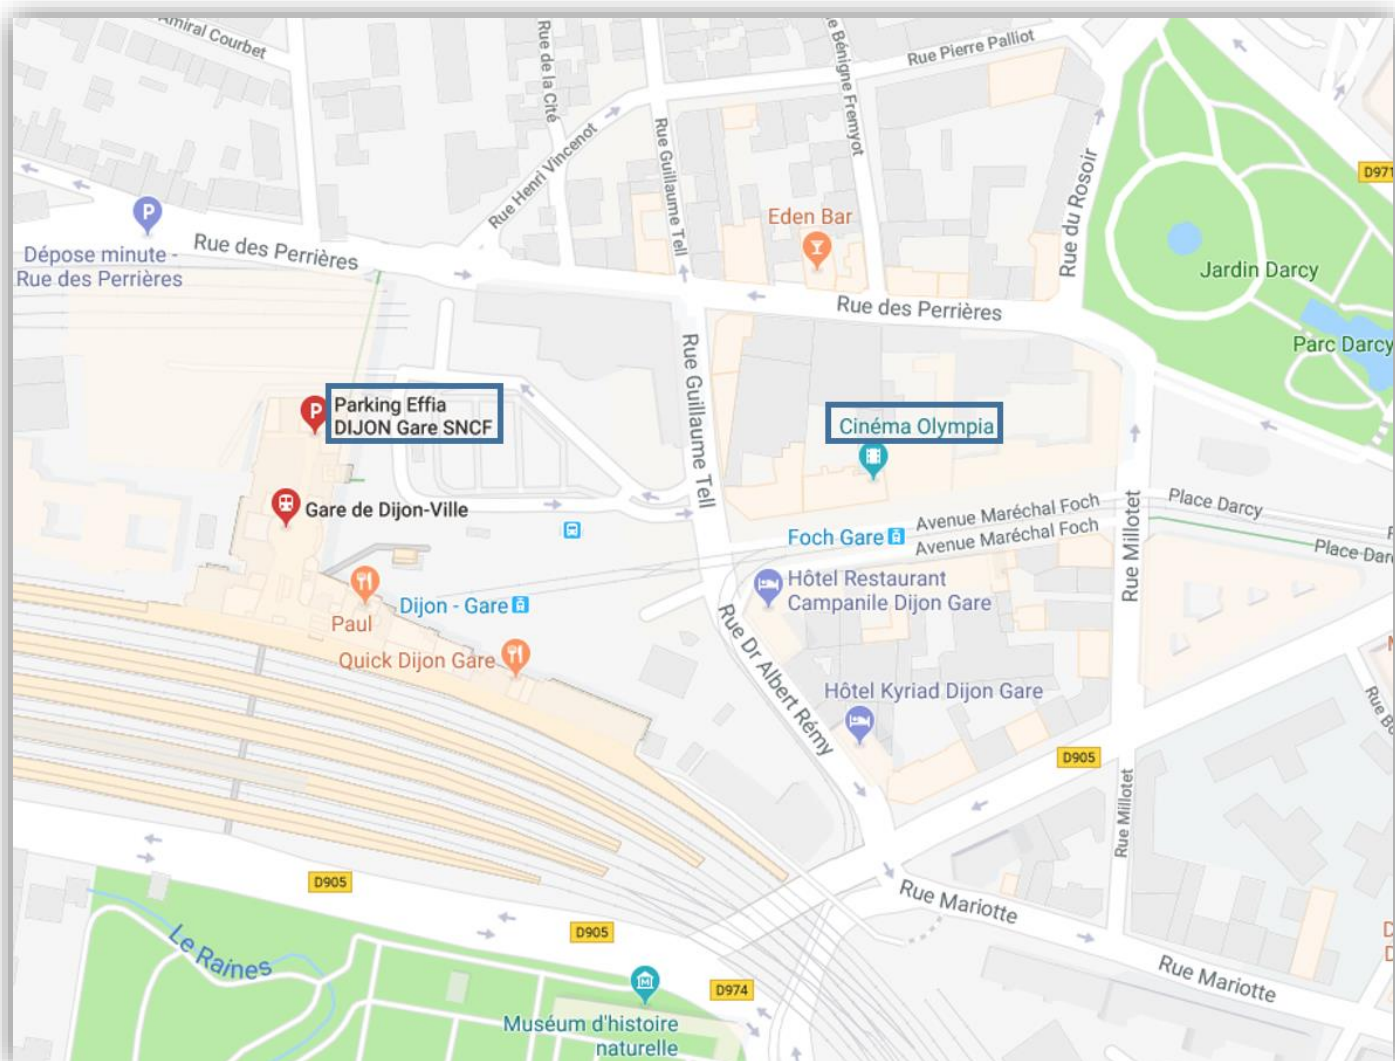 Amiral Courbet
Rue de la Cité
Rue Henri Vincenot
Rue Guillaume Tell
Bénigne Fremyot
Rue Pierre Palliot
Rue du Rosoir
D971
Dépose minute -
Rue des Perrières
Rue des Perrières
Eden Bar
Rue des Perrières
Jardin Darcy
Parc Darcy
Parking Effia
DIJON Gare SNCF
Rue Guillaume Tell
Cinéma Olympia
Gare de Dijon-Ville
Foch Gare
Avenue Maréchal Foch
Avenue Maréchal Foch
Place Darcy
Place Dar
Rue Millotet
Paul
Dijon - Gare
Quick Dijon Gare
Hôtel Restaurant
Campanile Dijon Gare
Rue Dr Albert Rémy
Hôtel Kyriad Dijon Gare
D905
Rue Millotet
D905
D905
Rue Mariotte
Rue Mariotte
Le Raines
D974
Muséum d'histoire
naturelle